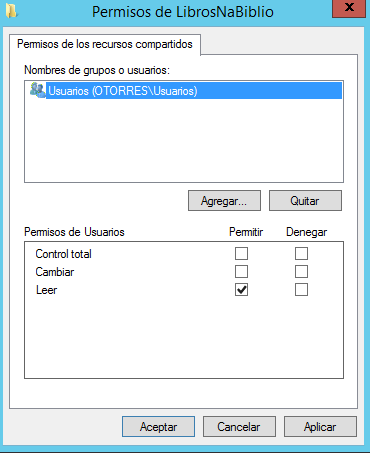 Permisos de LibrosNaBiblio
x
Permisos de los recursos compartidos
Nombres de grupos o usuarios:
Usuarios (OTORRES\Usuarios)
Agregar... Quitar
Permisos de Usuarios Permitir Denegar
Control total
Cambiar
Leer
Aceptar Cancelar Aplicar